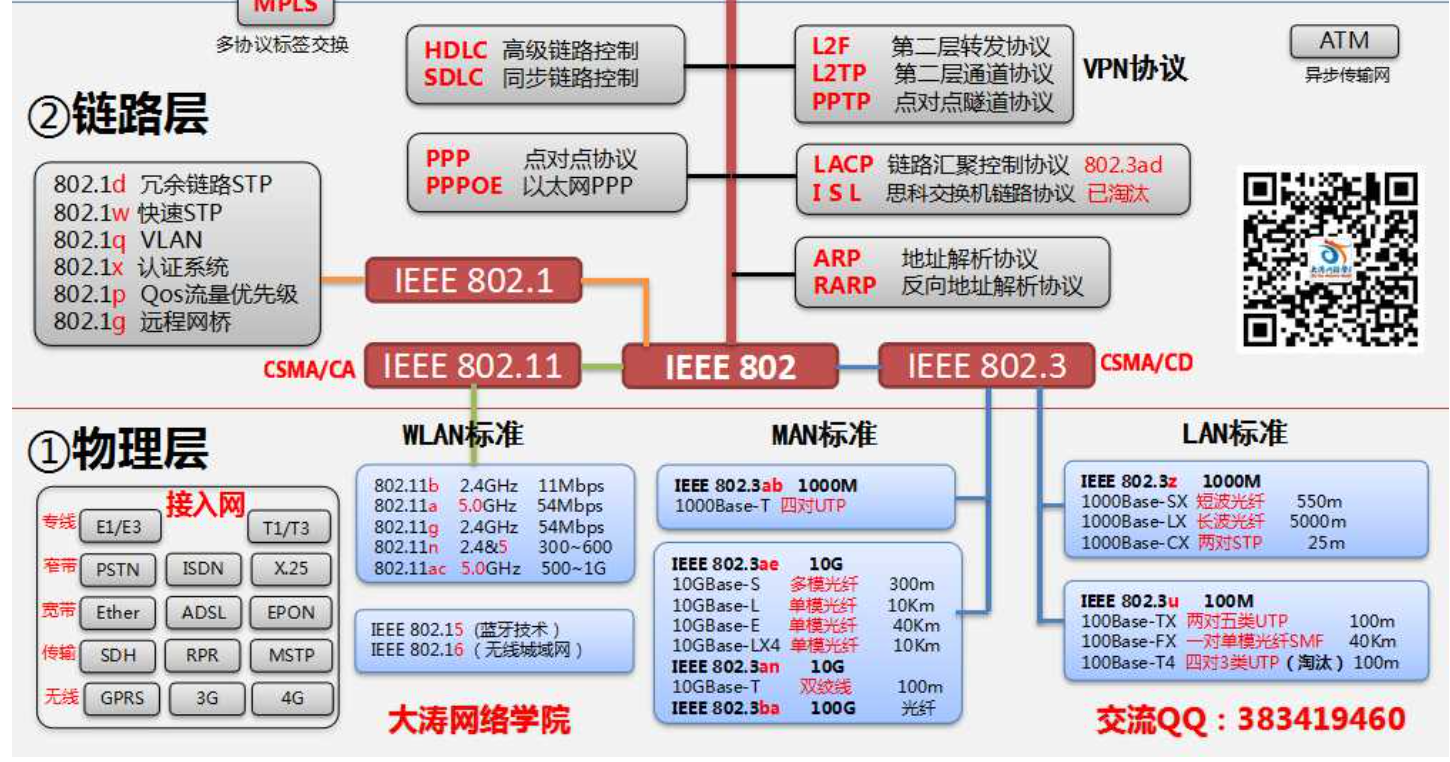 MPLS
多协议标签交换
HDLC 高级链路控制
SDLC 同步链路控制
L2F 第二层转发协议
L2TP 第二层通道协议
PPTP 点对点隧道协议
VPN协议
ATM
异步传输网
②链路层
PPP 点对点协议
PPPOE 以太网PPP
LACP 链路汇聚控制协议 802.3ad
I S L 思科交换机链路协议 已淘汰
802.1d 冗余链路STP
802.1w 快速STP
802.1q VLAN
802.1x 认证系统
802.1p Qos流量优先级
802.1g 远程网桥
ARP 地址解析协议
RARP 反向地址解析协议
IEEE 802.1
CSMA/CA
IEEE 802.11
IEEE 802
IEEE 802.3
CSMA/CD
①物理层
WLAN标准
MAN标准
LAN标准
接入网
专线 E1/E3 T1/T3
窄带 PSTN ISDN X.25
宽带 Ether ADSL EPON
传输 SDH RPR MSTP
无线 GPRS 3G 4G
802.11b 2.4GHz 11Mbps
802.11a 5.0GHz 54Mbps
802.11g 2.4GHz 54Mbps
802.11n 2.4&5 300~600
802.11ac 5.0GHz 500~1G
IEEE 802.15（蓝牙技术）
IEEE 802.16（无线城域网）
IEEE 802.3ab 1000M
1000Base-T 四对UTP
IEEE 802.3ae 10G
10GBase-S 多模光纤 300m
10GBase-L 单模光纤 10Km
10GBase-E 单模光纤 40Km
10GBase-LX4 单模光纤 10Km
IEEE 802.3an 10G
10GBase-T 双绞线 100m
IEEE 802.3ba 100G 光纤
IEEE 802.3z 1000M
1000Base-SX 短波光纤 550m
1000Base-LX 长波光纤 5000m
1000Base-CX 两对STP 25m
IEEE 802.3u 100M
100Base-TX 两对五类UTP 100m
100Base-FX 一对单模光纤SMF 40Km
100Base-T4 四对3类UTP（淘汰）100m
大涛网络学院
交流QQ：383419460